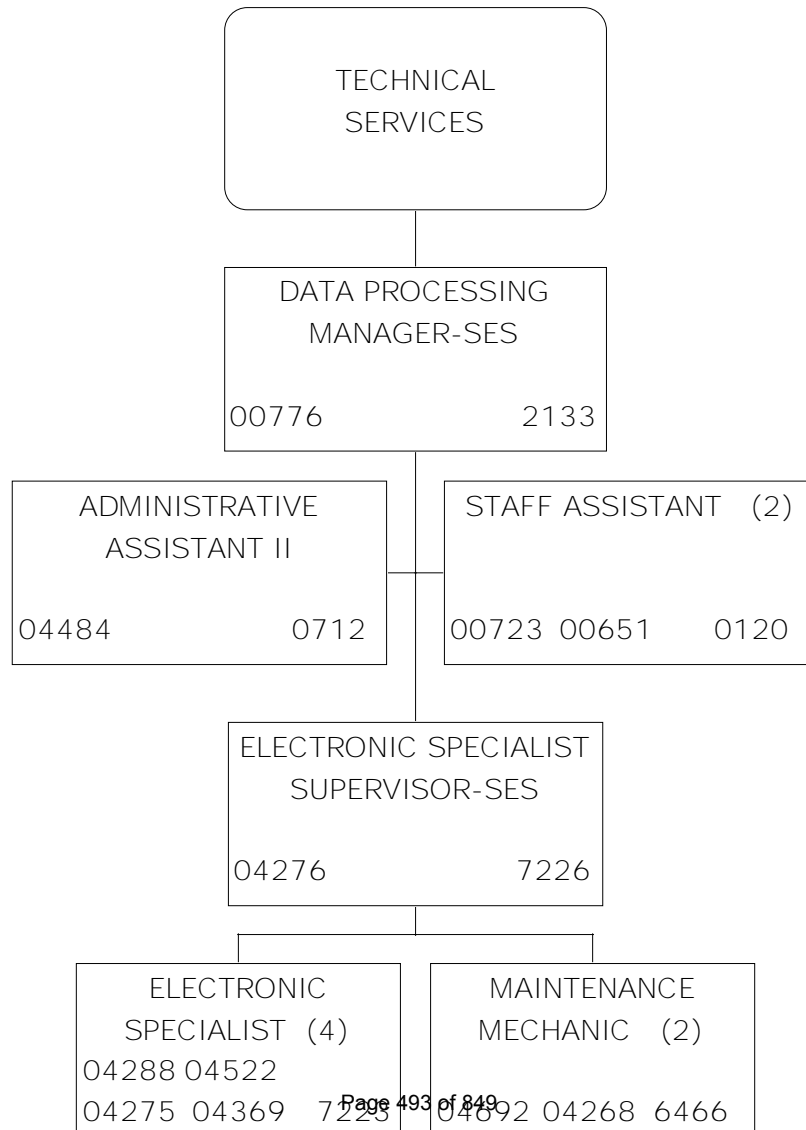 TECHNICAL
SERVICES
DATA PROCESSING
MANAGER-SES
00776 2133
ADMINISTRATIVE
ASSISTANT II
04484 0712
STAFF ASSISTANT (2)
00723 00651 0120
ELECTRONIC SPECIALIST
SUPERVISOR-SES
04276 7226
ELECTRONIC
SPECIALIST (4)
04288 04522
04275 04369 7223
MAINTENANCE
MECHANIC (2)
04692 04268 6466
Page 493 of 849